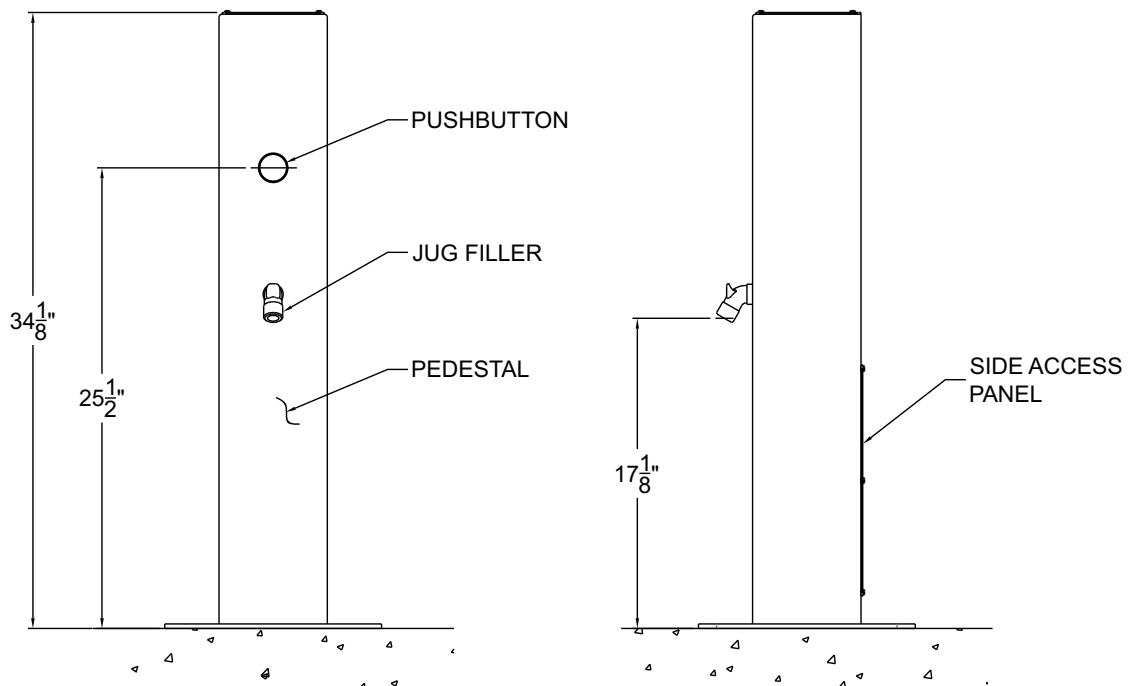 PUSHBUTTON
JUG FILLER
34 1/8"
PEDESTAL
25 1/2"
SIDE ACCESS
PANEL
17 1/8"